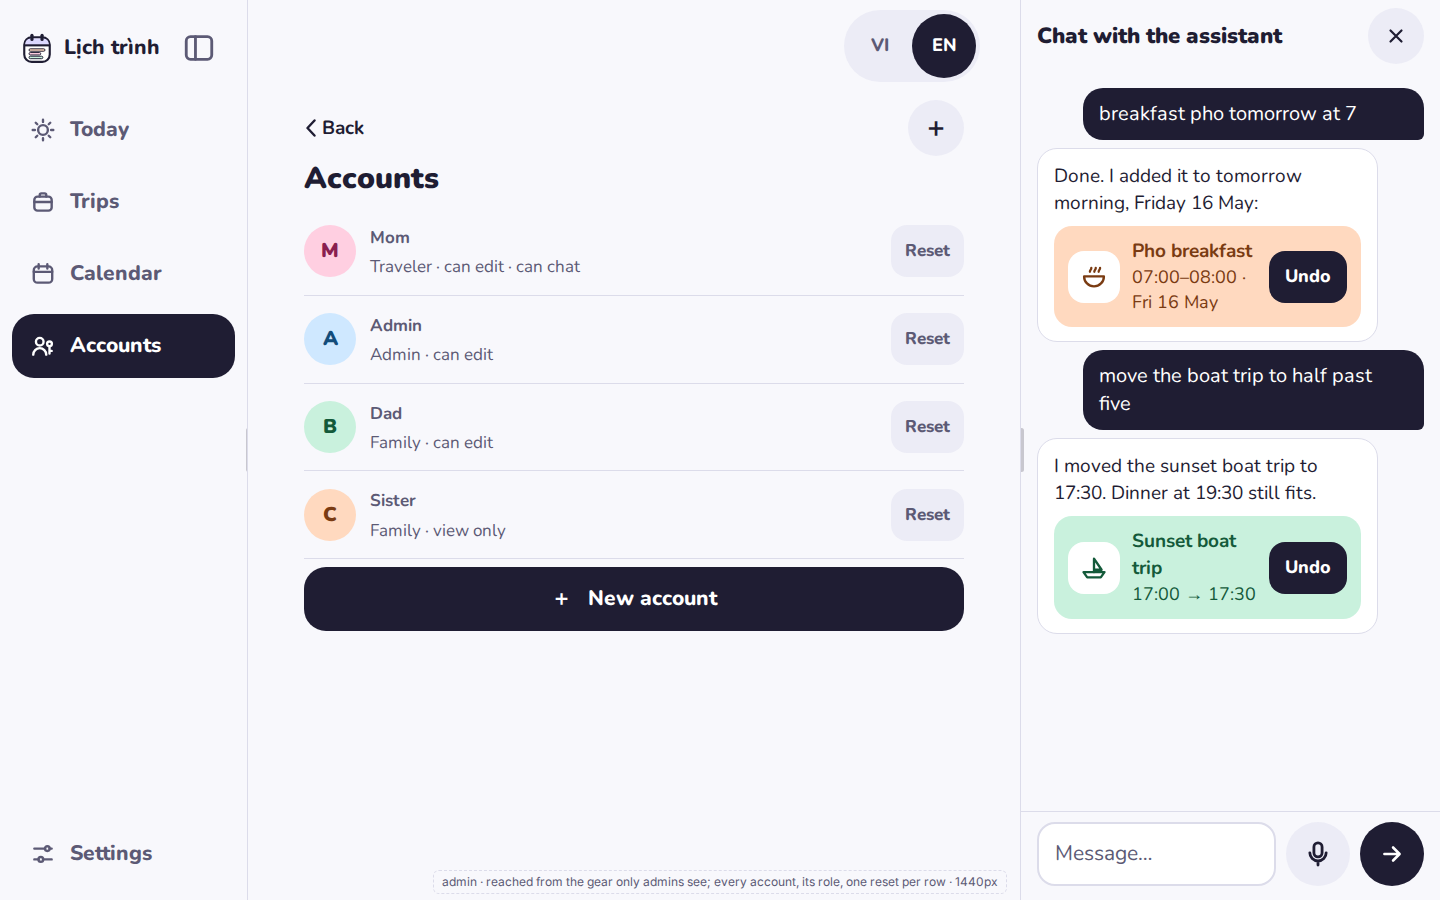 Lịch trình
Today
Trips
Calendar
Accounts
Settings
VI
EN
Back
+
Accounts
M
Mom
Traveler · can edit · can chat
Reset
A
Admin
Admin · can edit
Reset
B
Dad
Family · can edit
Reset
C
Sister
Family · view only
Reset
+ New account
admin · reached from the gear only admins see; every account, its role, one reset per row · 1440px
Chat with the assistant
breakfast pho tomorrow at 7
Done. I added it to tomorrow
morning, Friday 16 May:
Pho breakfast
07:00–08:00 ·
Fri 16 May
Undo
move the boat trip to half past
five
I moved the sunset boat trip to
17:30. Dinner at 19:30 still fits.
Sunset boat
trip
17:00 → 17:30
Undo
Message...